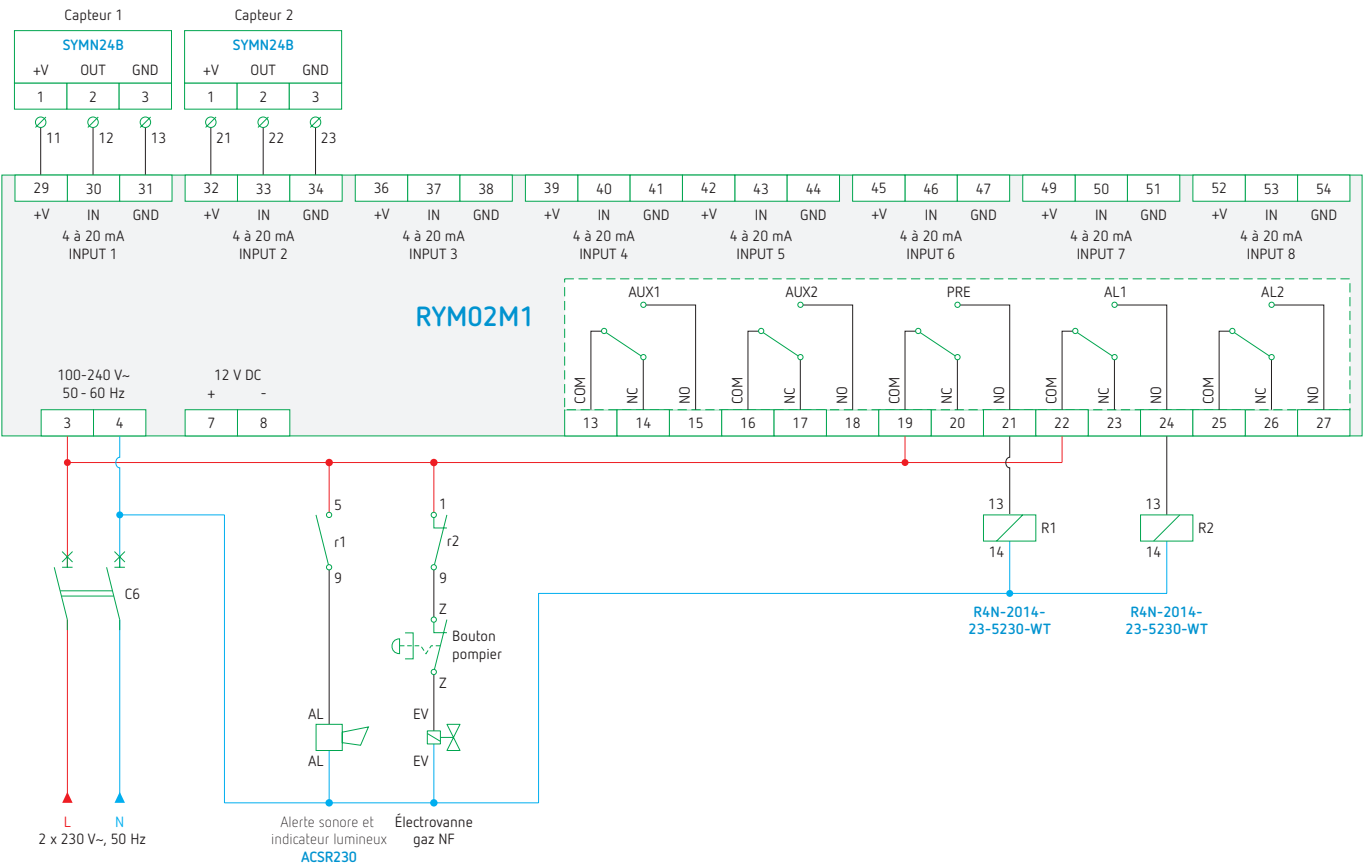 Capteur 1 Capteur 2
SYMN24B SYMN24B
+V OUT GND +V OUT GND
1 2 3 1 2 3
11 12 13 21 22 23
29 30 31 32 33 34 36 37 38 39 40 41 42 43 44 45 46 47 49 50 51 52 53 54
+V IN GND +V IN GND +V IN GND +V IN GND +V IN GND +V IN GND +V IN GND +V IN GND
4 à 20 mA 4 à 20 mA 4 à 20 mA 4 à 20 mA 4 à 20 mA 4 à 20 mA 4 à 20 mA 4 à 20 mA
INPUT 1 INPUT 2 INPUT 3 INPUT 4 INPUT 5 INPUT 6 INPUT 7 INPUT 8
AUX1 AUX2 PRE AL1 AL2
RYM02M1
100-240 V~ 12 V DC
50 - 60 Hz + -
COM NC NO COM NC NO COM NC NO COM NC NO COM NC NO
3 4 7 8 13 14 15 16 17 18 19 20 21 22 23 24 25 26 27
5 1 13 13
r1 r2 R1 R2
9 9 14 14
C6
Z
Bouton
pompier
Z
R4N-2014- R4N-2014-
23-5230-WT 23-5230-WT
AL EV
AL EV
L N
2 x 230 V~, 50 Hz
Alerte sonore et Électrovanne
indicateur lumineux gaz NF
ACSR230